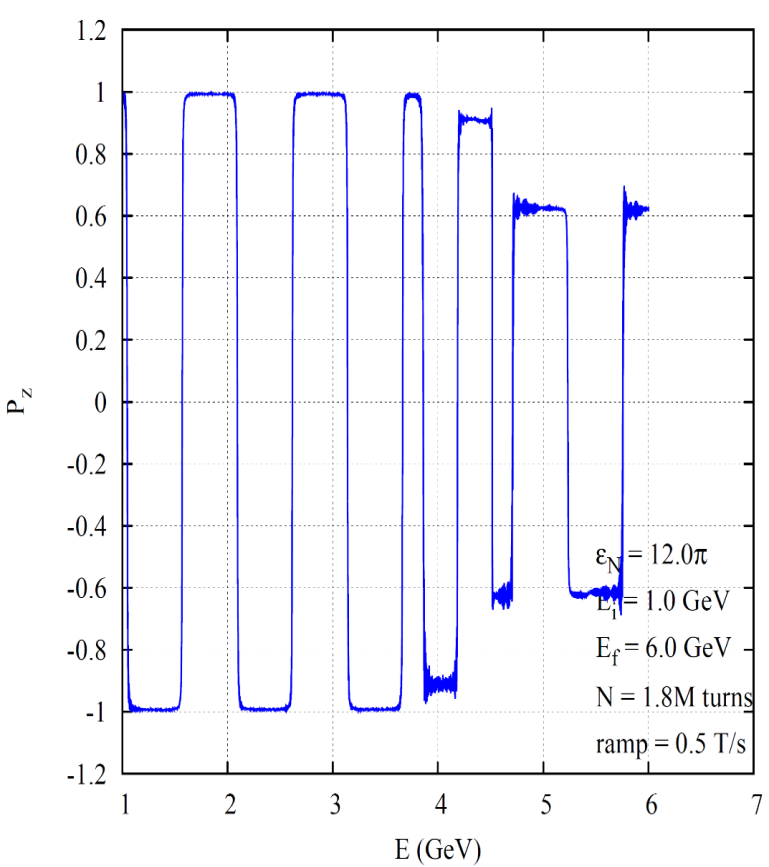 1.2
1
0.8
0.6
0.4
0.2
0
-0.2
-0.4
-0.6
-0.8
-1
-1.2
P_z
ε_N = 12.0π
E_i = 1.0 GeV
E_f = 6.0 GeV
N = 1.8M turns
ramp = 0.5 T/s
1 2 3 4 5 6 7
E (GeV)